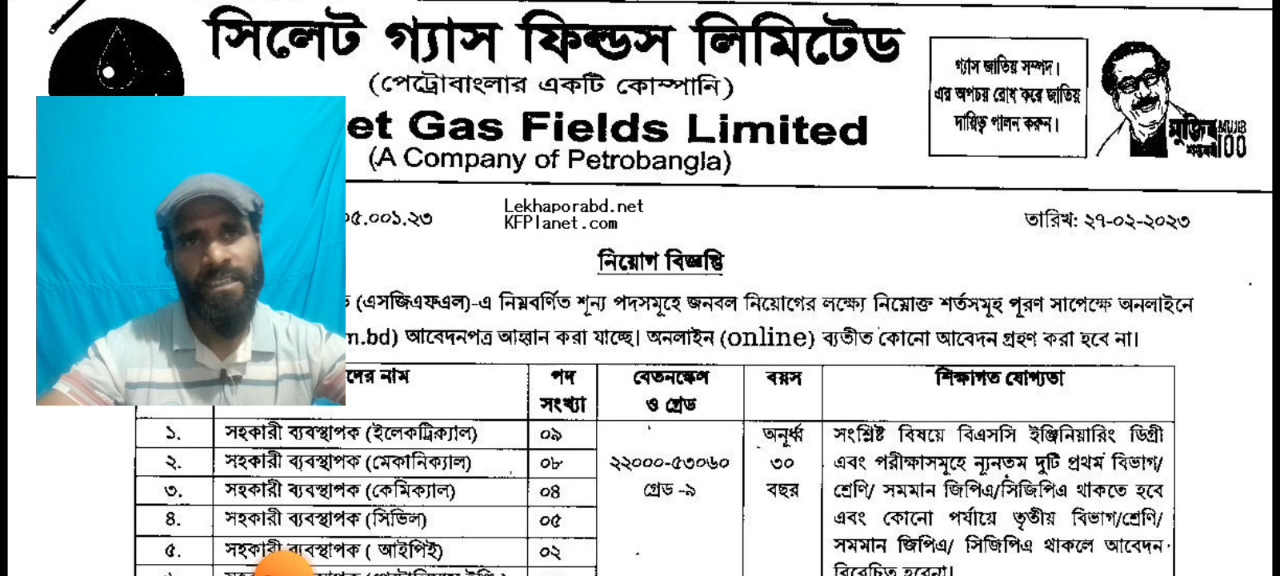 সিলেট গ্যাস ফিল্ডস লিমিটেড
(পেট্রোবাংলার একটি কোম্পানি)
et Gas Fields Limited
(A Company of Petrobangla)
গ্যাস জাতিয় সম্পদ।
এর অপচয় রোধ করে জাতিয়
দায়িত্ব পালন করুন।
MUJIB
100
০৫.০০১.২৩
Lekhaporabd.net
KFPlanet.com
তারিখ: ২৭-০২-২০২৩
নিয়োগ বিজ্ঞপ্তি
(এসজিএফএল)-এ নিম্নবর্ণিত শূন্য পদসমূহে জনবল নিয়োগের লক্ষ্যে নিম্নোক্ত শর্তসমূহ পূরণ সাপেক্ষে অনলাইনে
m.bd) আবেদনপত্র আহ্বান করা যাচ্ছে। অনলাইন (online) ব্যতীত কোনো আবেদন গ্রহণ করা হবে না।
দের নাম
পদ সংখ্যা
বেতনস্কেল ও গ্রেড
বয়স
শিক্ষাগত যোগ্যতা
১. সহকারী ব্যবস্থাপক (ইলেকট্রিক্যাল) ০৯
২. সহকারী ব্যবস্থাপক (মেকানিক্যাল) ০৮
৩. সহকারী ব্যবস্থাপক (কেমিক্যাল) ০৪
৪. সহকারী ব্যবস্থাপক (সিভিল) ০৫
৫. সহকারী ব্যবস্থাপক ( আইপিই) ০২
২২০০০-৫৩০৬০
গ্রেড -৯
অনূর্ধ্ব
৩০
বছর
সংশ্লিষ্ট বিষয়ে বিএসসি ইঞ্জিনিয়ারিং ডিগ্রী
এবং পরীক্ষাসমূহে ন্যূনতম দুটি প্রথম বিভাগ/
শ্রেণি/ সমমান জিপিএ/সিজিপিএ থাকতে হবে
এবং কোনো পর্যায়ে তৃতীয় বিভাগ/শ্রেণি/
সমমান জিপিএ/ সিজিপিএ থাকলে আবেদন
বিবেচিত হবেনা।